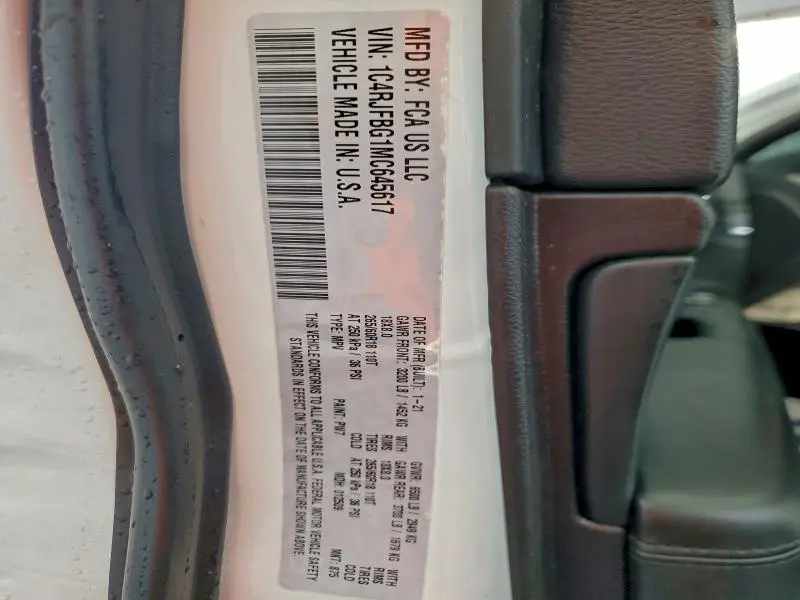 MFD BY: FCA US LLC
VIN: 1C4RJFBG1MC645617
VEHICLE MADE IN: U.S.A.
DATE OF MFR (BUILT): 1-21 GVWR: 6500 LB / 2949 KG
GAWR FRONT: 3200 LB / 1452 KG WITH GAWR REAR: 3700 LB / 1679 KG WITH
18X8.0 RIMS 18X8.0 RIMS
265/60R18 110T TIRES 265/60R18 110T TIRES
AT 250 kPa / 36 PSI COLD AT 250 kPa / 36 PSI COLD
TYPE: MPV PAINT: PW7 MDH: 012509 MKT: 875
THIS VEHICLE CONFORMS TO ALL APPLICABLE U.S.A. FEDERAL MOTOR VEHICLE SAFETY
STANDARDS IN EFFECT ON THE DATE OF MANUFACTURE SHOWN ABOVE.